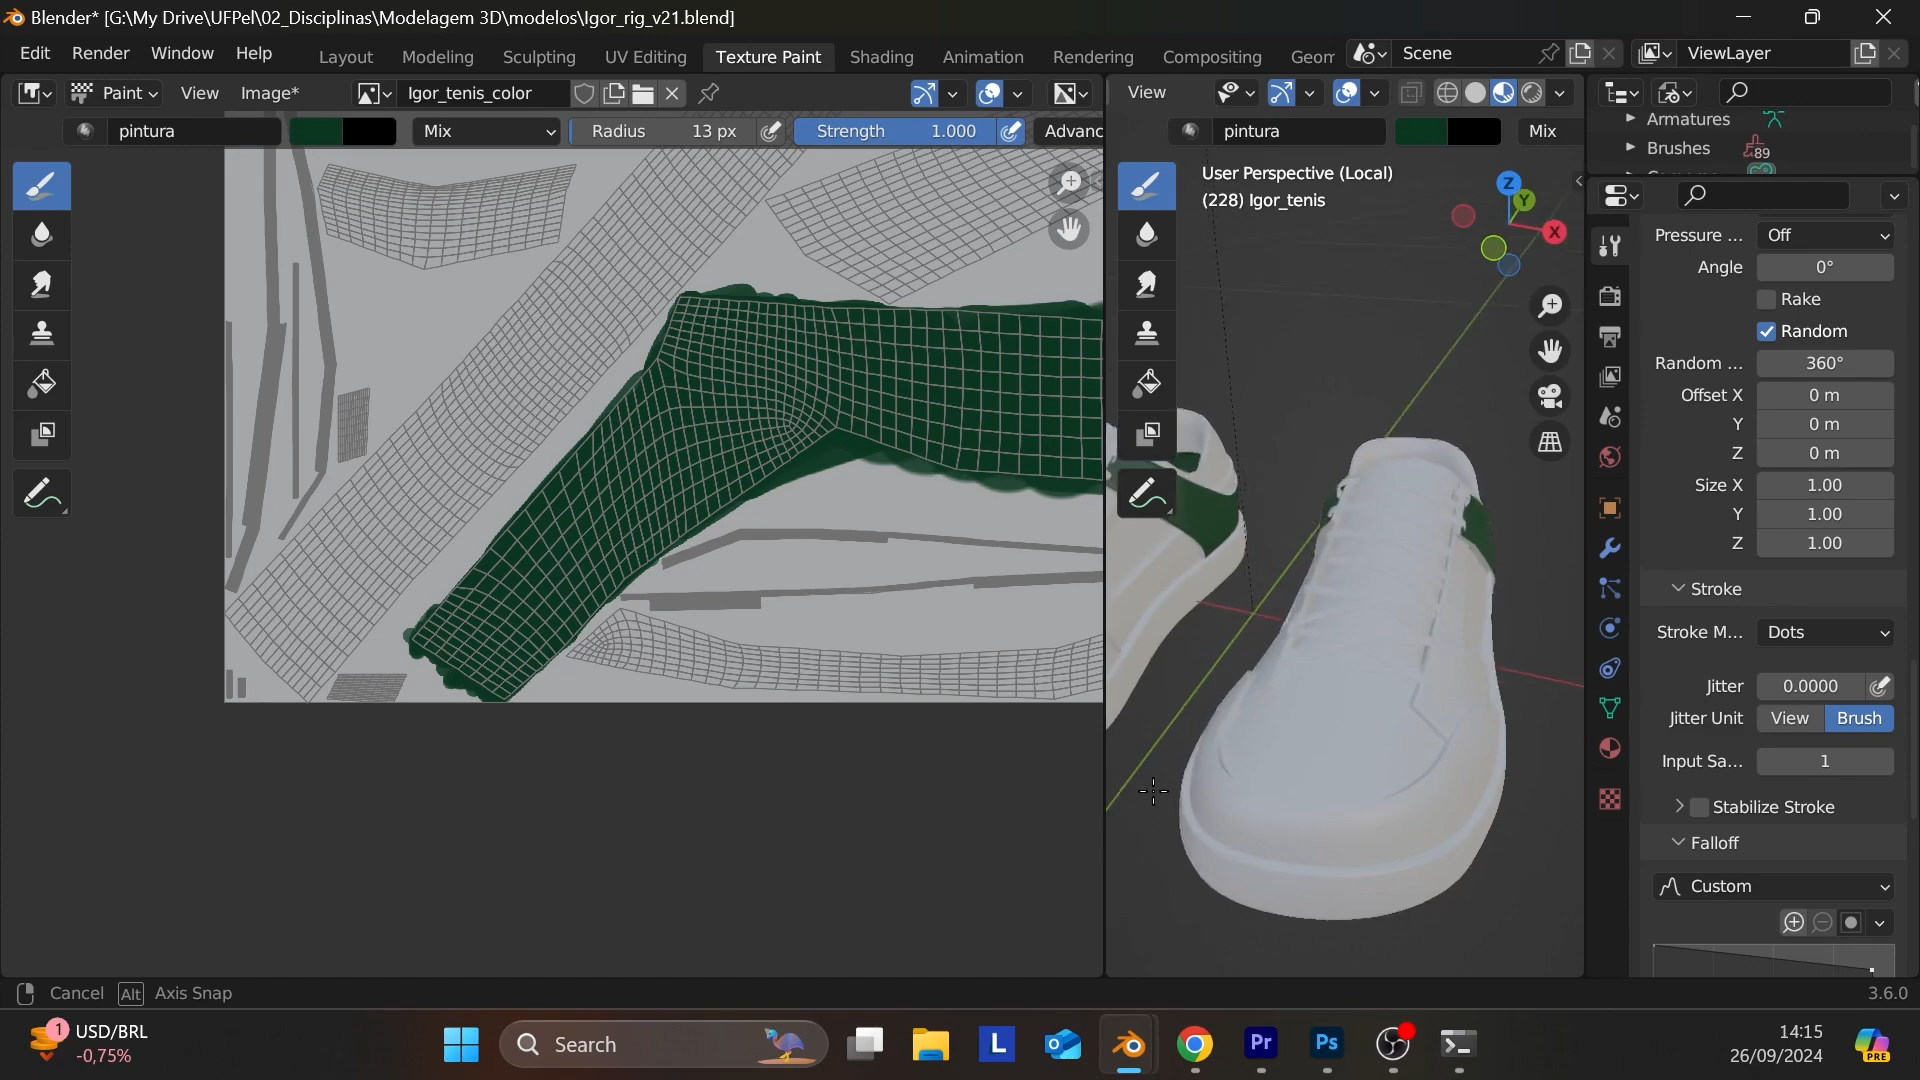 Blender* [G:\My Drive\UFPel\02_Disciplinas\Modelagem 3D\modelos\Igor_rig_v21.blend]
Edit Render Window Help Layout Modeling Sculpting UV Editing Texture Paint Shading Animation Rendering Compositing Geom Scene ViewLayer
Paint View Image* Igor_tenis_color View
pintura Mix Radius 13 px Strength 1.000 Advanc pintura Mix
Armatures
Brushes 89
User Perspective (Local)
(228) Igor_tenis
Z
Y
X
Pressure ... Off
Angle 0°
Rake
Random
Random ... 360°
Offset X 0 m
Y 0 m
Z 0 m
Size X 1.00
Y 1.00
Z 1.00
Stroke
Stroke M... Dots
Jitter 0.0000
Jitter Unit View Brush
Input Sa... 1
Stabilize Stroke
Falloff
Custom
Cancel Alt Axis Snap 3.6.0
1 USD/BRL
-0,75%
Search
L
Pr
Ps
14:15
26/09/2024
PRE